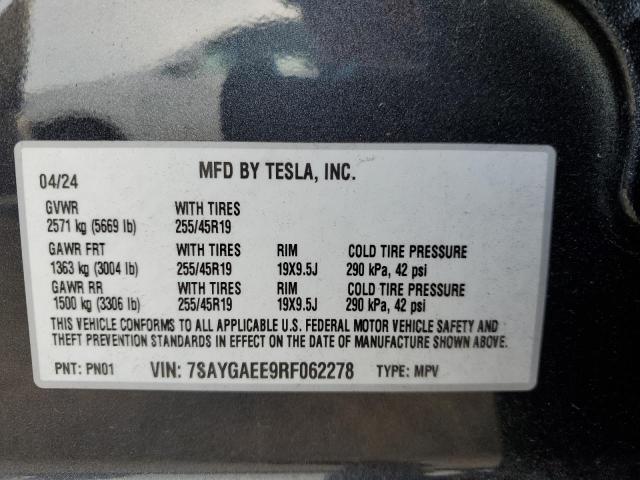 MFD BY TESLA, INC.
04/24
GVWR WITH TIRES
2571 kg (5669 lb) 255/45R19
GAWR FRT WITH TIRES RIM COLD TIRE PRESSURE
1363 kg (3004 lb) 255/45R19 19X9.5J 290 kPa, 42 psi
GAWR RR WITH TIRES RIM COLD TIRE PRESSURE
1500 kg (3306 lb) 255/45R19 19X9.5J 290 kPa, 42 psi
THIS VEHICLE CONFORMS TO ALL APPLICABLE U.S. FEDERAL MOTOR VEHICLE SAFETY AND
THEFT PREVENTION STANDARDS IN EFFECT ON THE DATE OF MANUFACTURE SHOWN ABOVE.
PNT: PN01 VIN: 7SAYGAEE9RF062278 TYPE: MPV